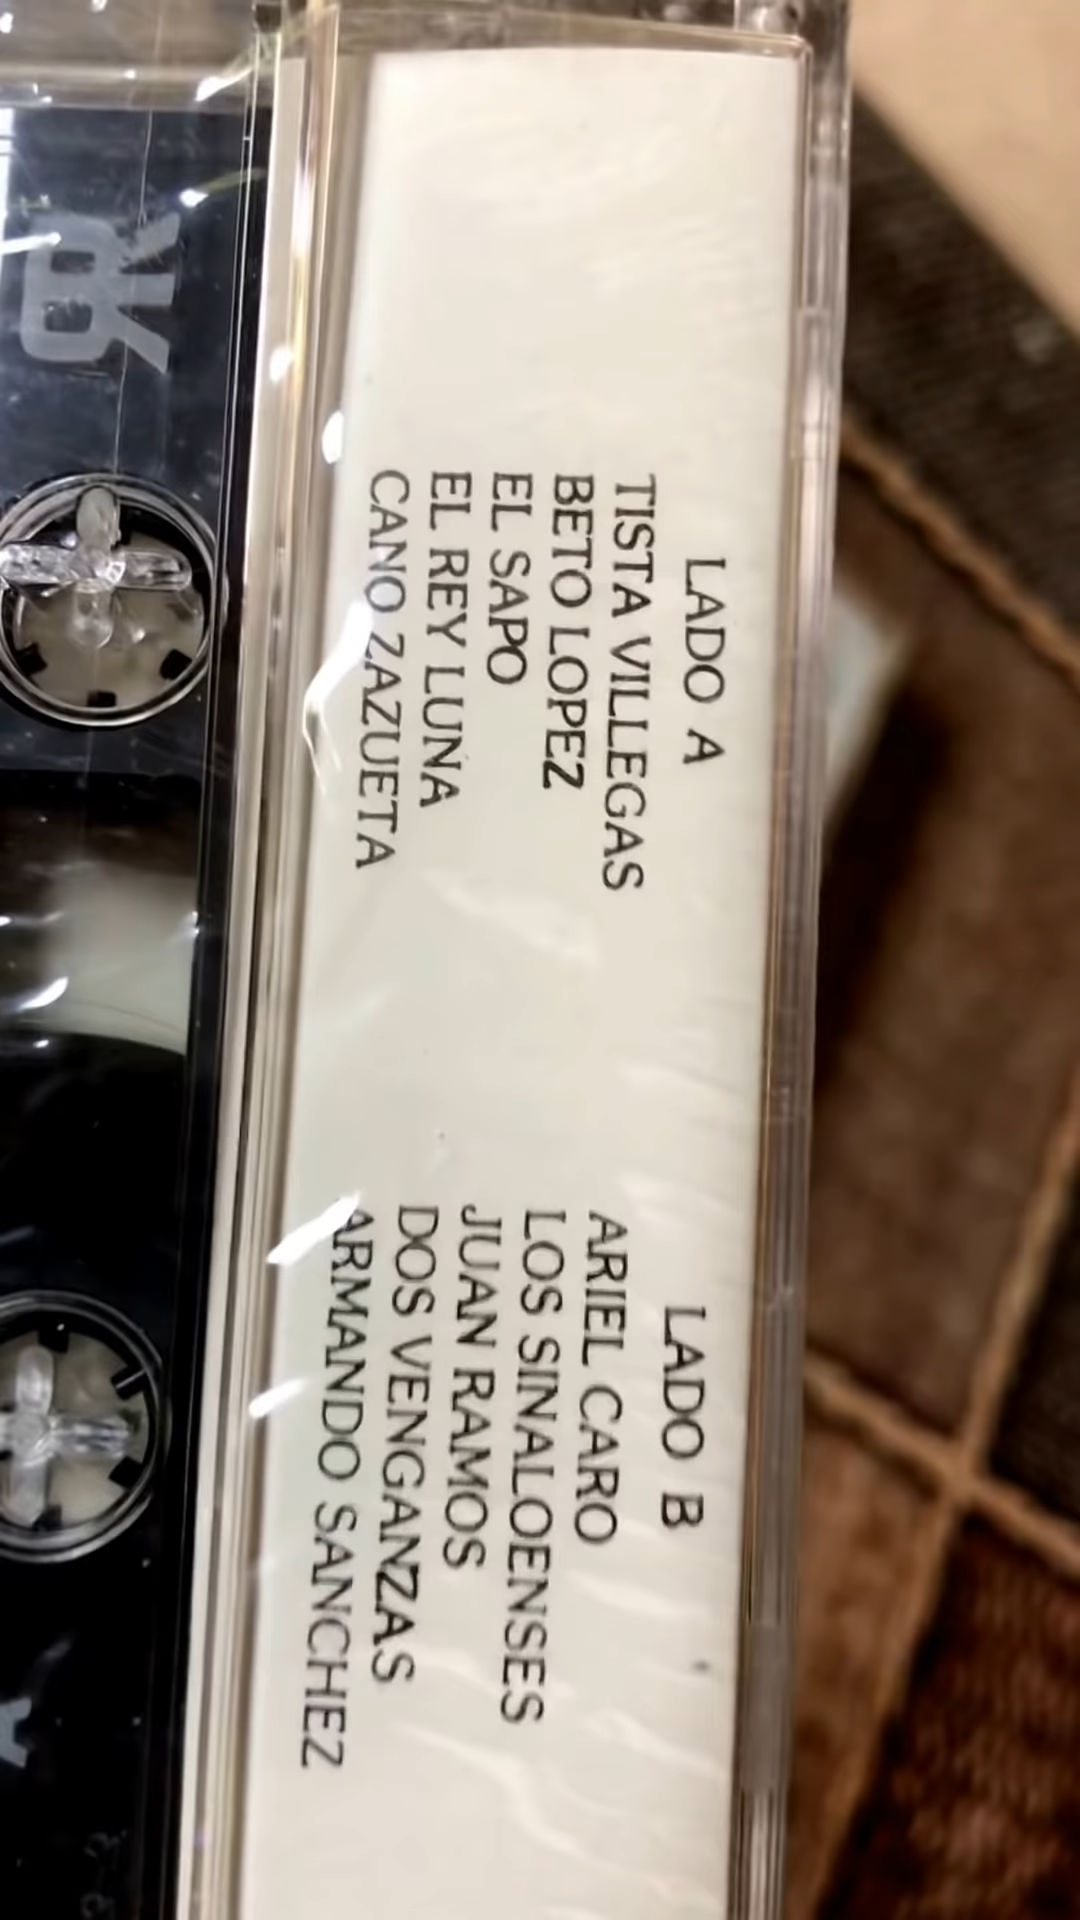 LADO A
TISTA VILLEGAS
BETO LOPEZ
EL SAPO
EL REY LUNA
CANO ZAZUETA
LADO B
ARIEL CARO
LOS SINALOENSES
JUAN RAMOS
DOS VENGANZAS
ARMANDO SANCHEZ